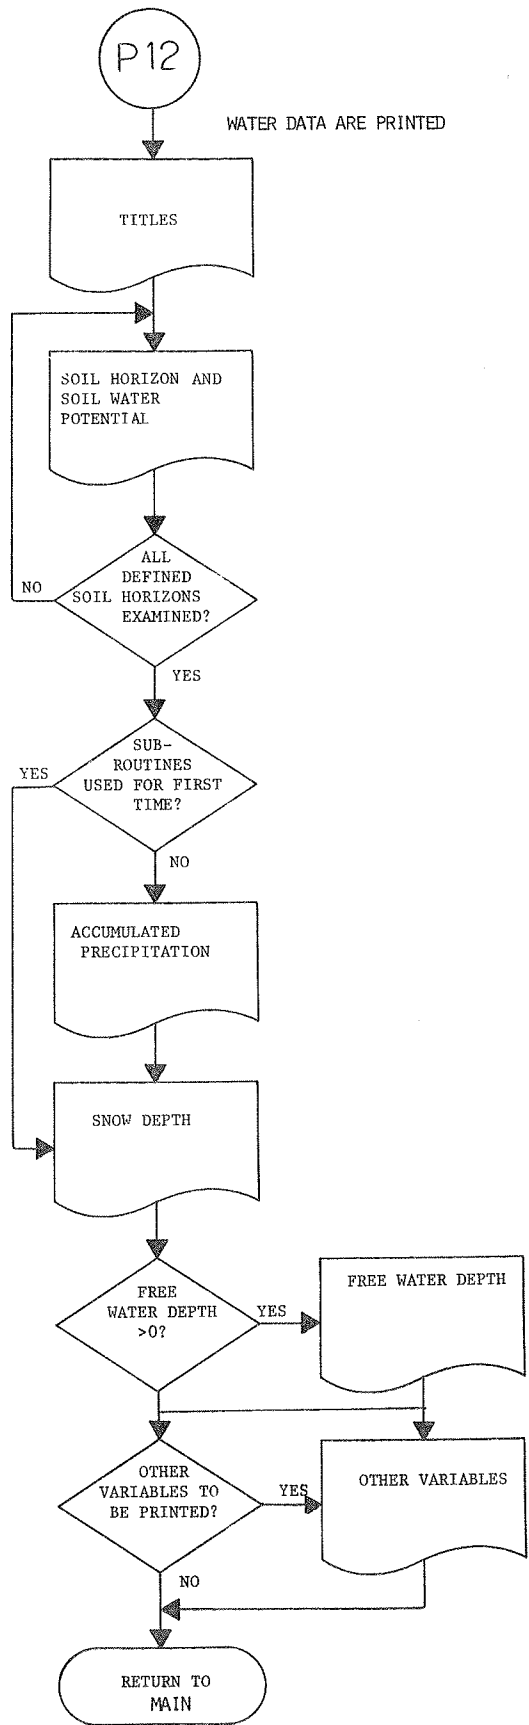 P12
WATER DATA ARE PRINTED
TITLES
SOIL HORIZON AND
SOIL WATER
POTENTIAL
ALL
DEFINED
NO
SOIL HORIZONS
EXAMINED?
YES
SUB-
ROUTINES
YES
USED FOR FIRST
TIME?
NO
ACCUMULATED
PRECIPITATION
SNOW DEPTH
FREE
WATER DEPTH
>0?
YES
FREE WATER DEPTH
OTHER
VARIABLES TO
BE PRINTED?
YES
OTHER VARIABLES
NO
RETURN TO
MAIN